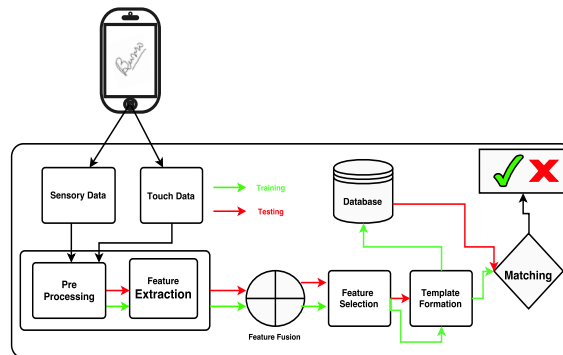 Sensory Data
Touch Data
Training
Testing
Database
Pre
Processing
Feature
Extraction
Feature Fusion
Feature
Selection
Template
Formation
Matching